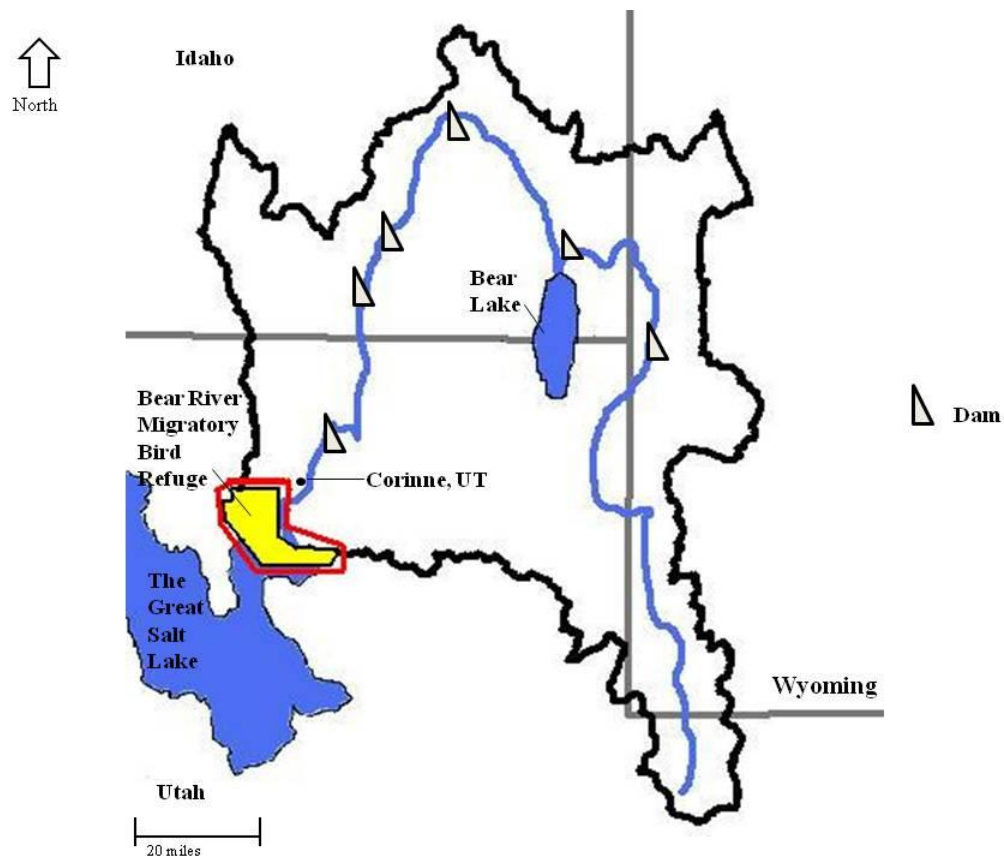 Idaho
North
Bear
Lake
Bear River
Migratory
Bird
Refuge
Dam
Corinne, UT
The
Great
Salt
Lake
Wyoming
Utah
20 miles